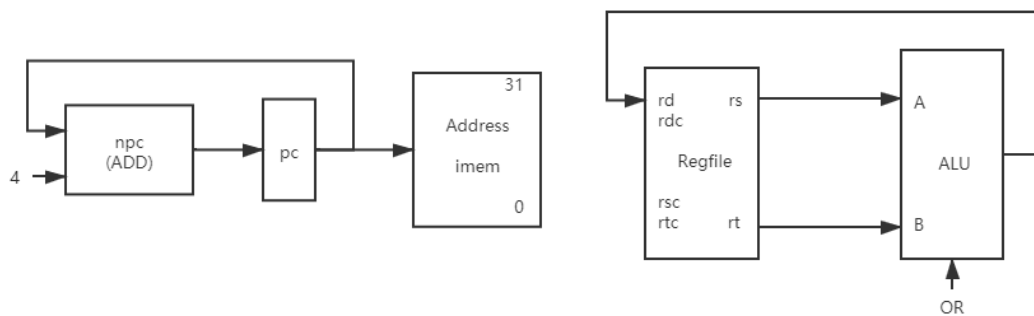 npc
(ADD)
4
pc
31
Address
imem
0
rd rs
rdc
Regfile
rsc
rtc rt
A
ALU
B
OR